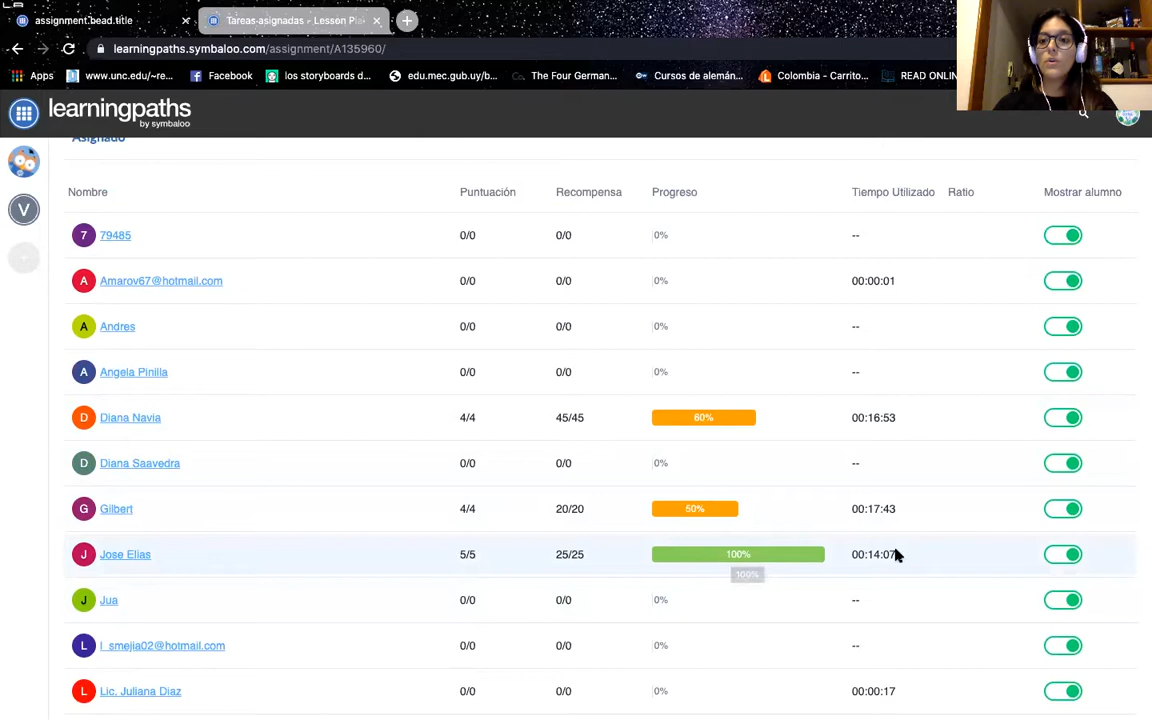 assignment.bead.title
Tareas-asignadas - Lesson Pla
learningpaths.symbaloo.com/assignment/A135960/
Apps www.unc.edu/~re... Facebook los storyboards d... edu.mec.gub.uy/b... The Four German... Cursos de alemán... Colombia - Carrito... READ ONLIN
learningpaths
by symbaloo
Asignado
V
Nombre Puntuación Recompensa Progreso Tiempo Utilizado Ratio Mostrar alumno
7 79485 0/0 0/0 0% --
A Amarov67@hotmail.com 0/0 0/0 0% 00:00:01
A Andres 0/0 0/0 0% --
A Angela Pinilla 0/0 0/0 0% --
D Diana Navia 4/4 45/45 60% 00:16:53
D Diana Saavedra 0/0 0/0 0% --
G Gilbert 4/4 20/20 50% 00:17:43
J Jose Elias 5/5 25/25 100% 00:14:07
100%
J Jua 0/0 0/0 0% --
L l_smejia02@hotmail.com 0/0 0/0 0% --
L Lic. Juliana Diaz 0/0 0/0 0% 00:00:17